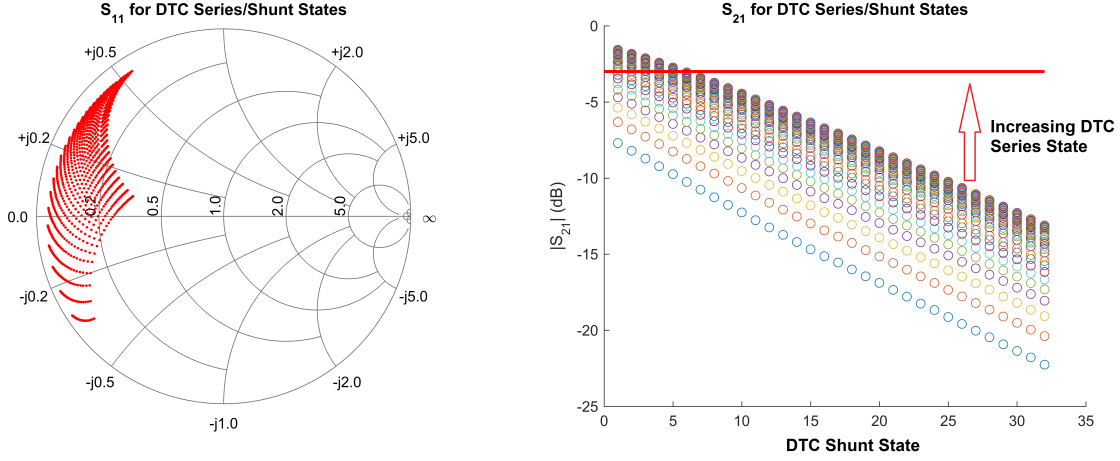 S11 for DTC Series/Shunt States
+j0.5
+j2.0
+j0.2
+j5.0
0.0
0.2
0.5
1.0
2.0
5.0
∞
-j0.2
-j5.0
-j0.5
-j2.0
-j1.0
S21 for DTC Series/Shunt States
0
-5
-10
-15
-20
-25
|S21| (dB)
Increasing DTC
Series State
0
5
10
15
20
25
30
35
DTC Shunt State